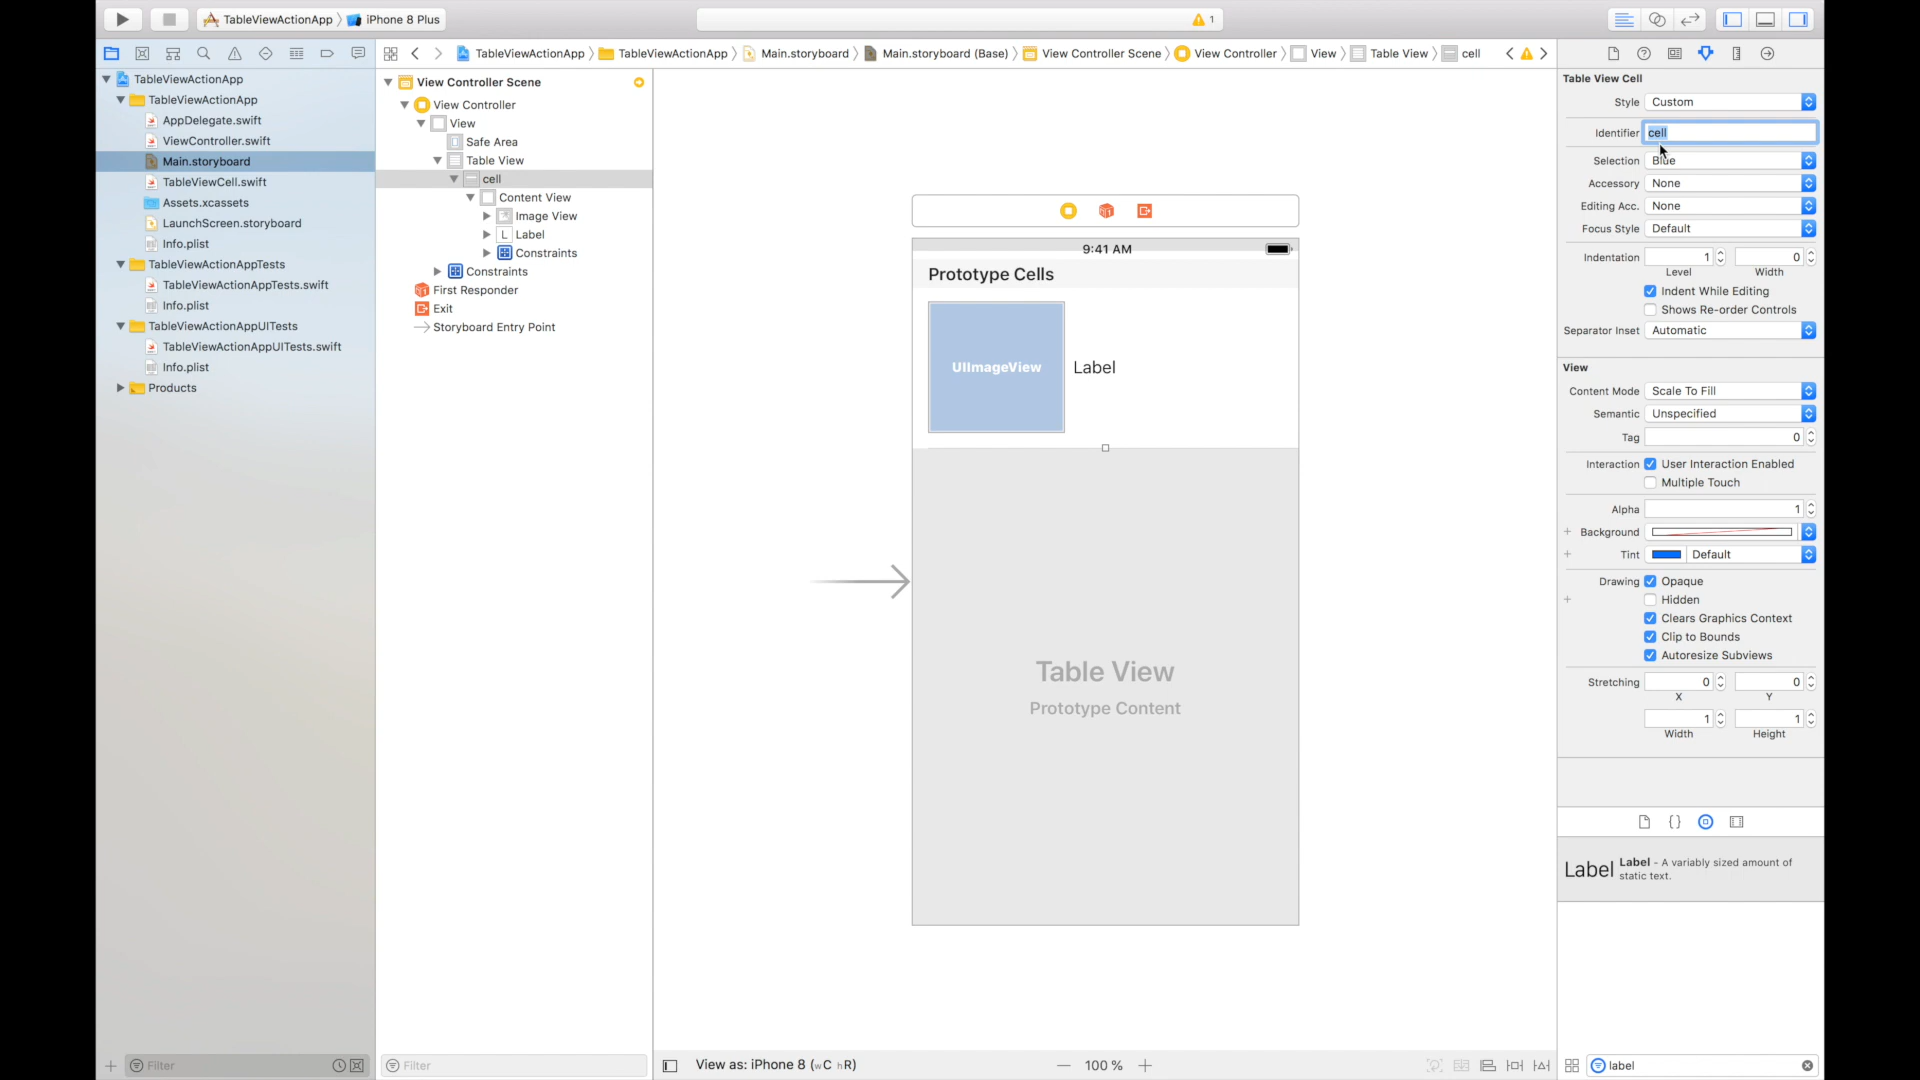 TableViewActionApp
iPhone 8 Plus
1
TableViewActionApp
TableViewActionApp
Main.storyboard
Main.storyboard (Base)
View Controller Scene
View Controller
View
Table View
cell
TableViewActionApp
TableViewActionApp
AppDelegate.swift
ViewController.swift
Main.storyboard
TableViewCell.swift
Assets.xcassets
LaunchScreen.storyboard
Info.plist
TableViewActionAppTests
TableViewActionAppTests.swift
Info.plist
TableViewActionAppUITests
TableViewActionAppUITests.swift
Info.plist
Products
Filter
View Controller Scene
View Controller
View
Safe Area
Table View
cell
Content View
Image View
L Label
Constraints
Constraints
First Responder
Exit
Storyboard Entry Point
Filter
9:41 AM
Prototype Cells
UIImageView
Label
Table View
Prototype Content
View as: iPhone 8 (wC hR)
100 %
Table View Cell
Style Custom
Identifier cell
Selection Blue
Accessory None
Editing Acc. None
Focus Style Default
Indentation 1 0
Level Width
Indent While Editing
Shows Re-order Controls
Separator Inset Automatic
View
Content Mode Scale To Fill
Semantic Unspecified
Tag 0
Interaction User Interaction Enabled
Multiple Touch
Alpha 1
Background
Tint Default
Drawing Opaque
Hidden
Clears Graphics Context
Clip to Bounds
Autoresize Subviews
Stretching 0 0
X Y
1 1
Width Height
Label
Label - A variably sized amount of
static text.
label